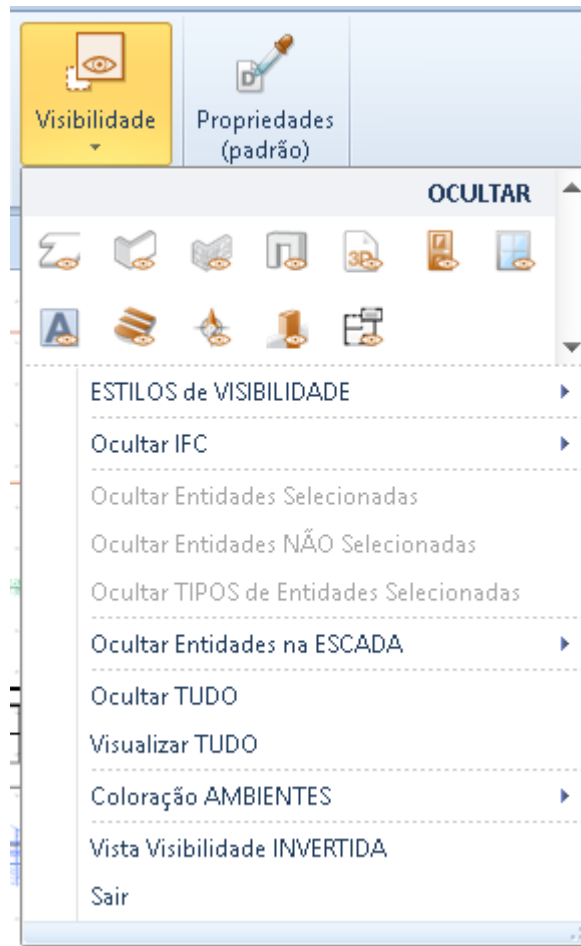 Visibilidade
Propriedades
(padrão)
D
OCULTAR
3D
A
ESTILOS de VISIBILIDADE
Ocultar IFC
Ocultar Entidades Selecionadas
Ocultar Entidades NÃO Selecionadas
Ocultar TIPOS de Entidades Selecionadas
Ocultar Entidades na ESCADA
Ocultar TUDO
Visualizar TUDO
Coloração AMBIENTES
Vista Visibilidade INVERTIDA
Sair